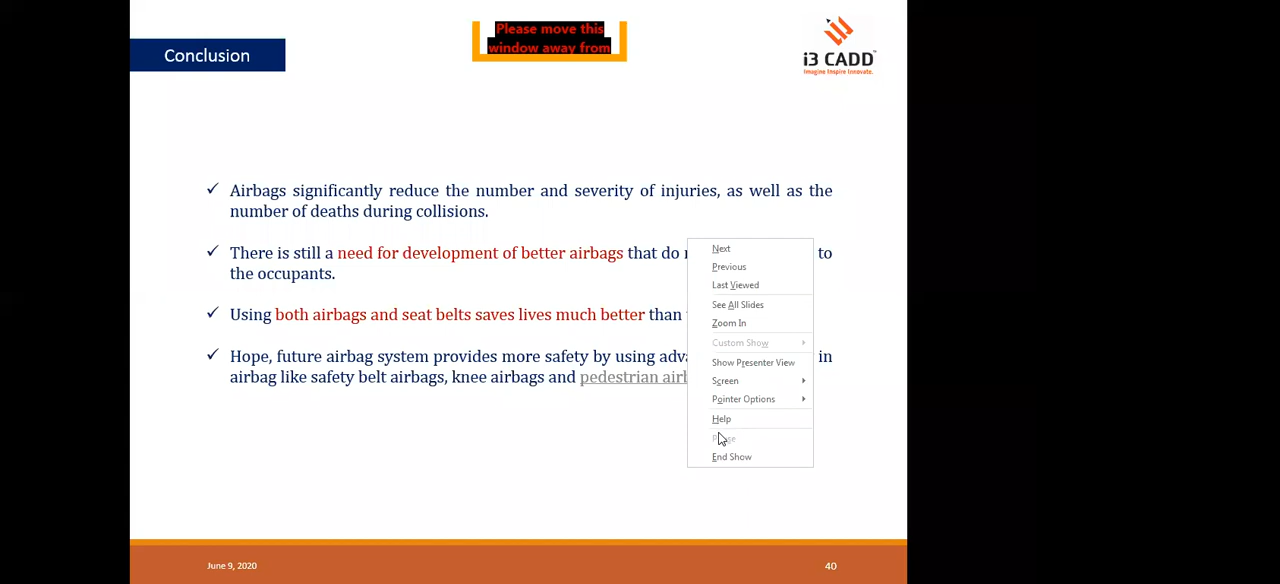 Please move this
window away from
Conclusion
i3 CADD
Imagine Inspire Innovate.
✓ Airbags significantly reduce the number and severity of injuries, as well as the
number of deaths during collisions.
✓ There is still a need for development of better airbags that do to
the occupants.
✓ Using both airbags and seat belts saves lives much better than
✓ Hope, future airbag system provides more safety by using in
airbag like safety belt airbags, knee airbags and pedestrian
Next
Previous
Last Viewed
See All Slides
Zoom In
Custom Show
Show Presenter View
Screen
Pointer Options
Help
End Show
June 9, 2020
40